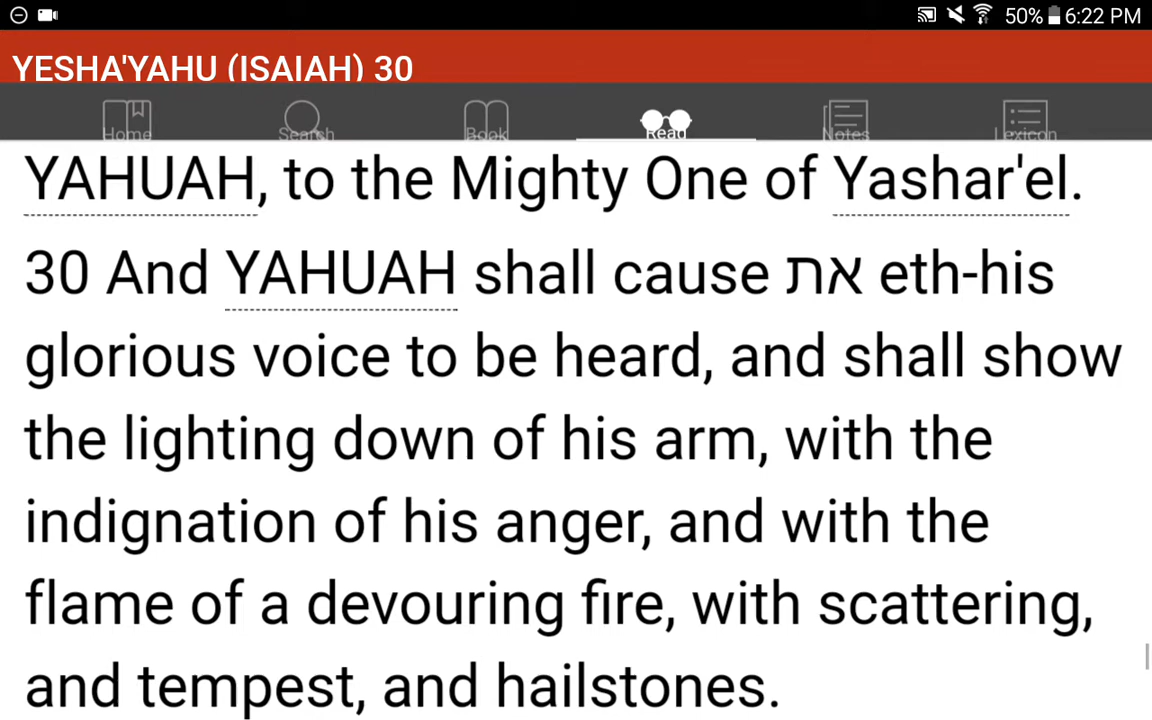 50% 6:22 PM
YESHA'YAHU (ISAIAH) 30
Home Search Book Read Notes Lexicon
YAHUAH, to the Mighty One of Yashar'el.
30 And YAHUAH shall cause את eth-his
glorious voice to be heard, and shall show
the lighting down of his arm, with the
indignation of his anger, and with the
flame of a devouring fire, with scattering,
and tempest, and hailstones.